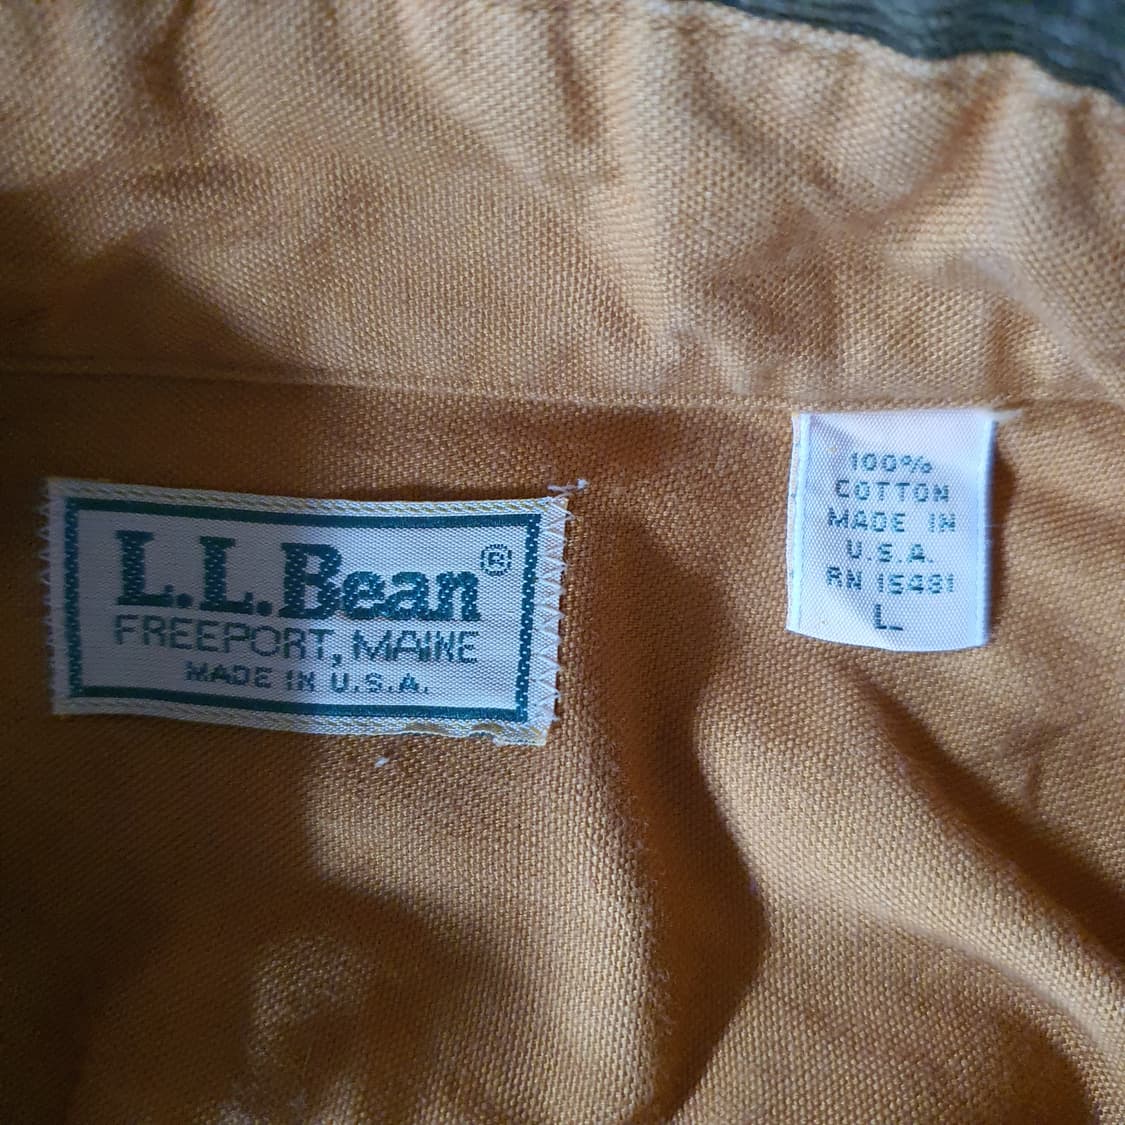 L.L.Bean®
FREEPORT, MAINE
MADE IN U.S.A.
100%
COTTON
MADE IN
U.S.A.
RN 15481
L